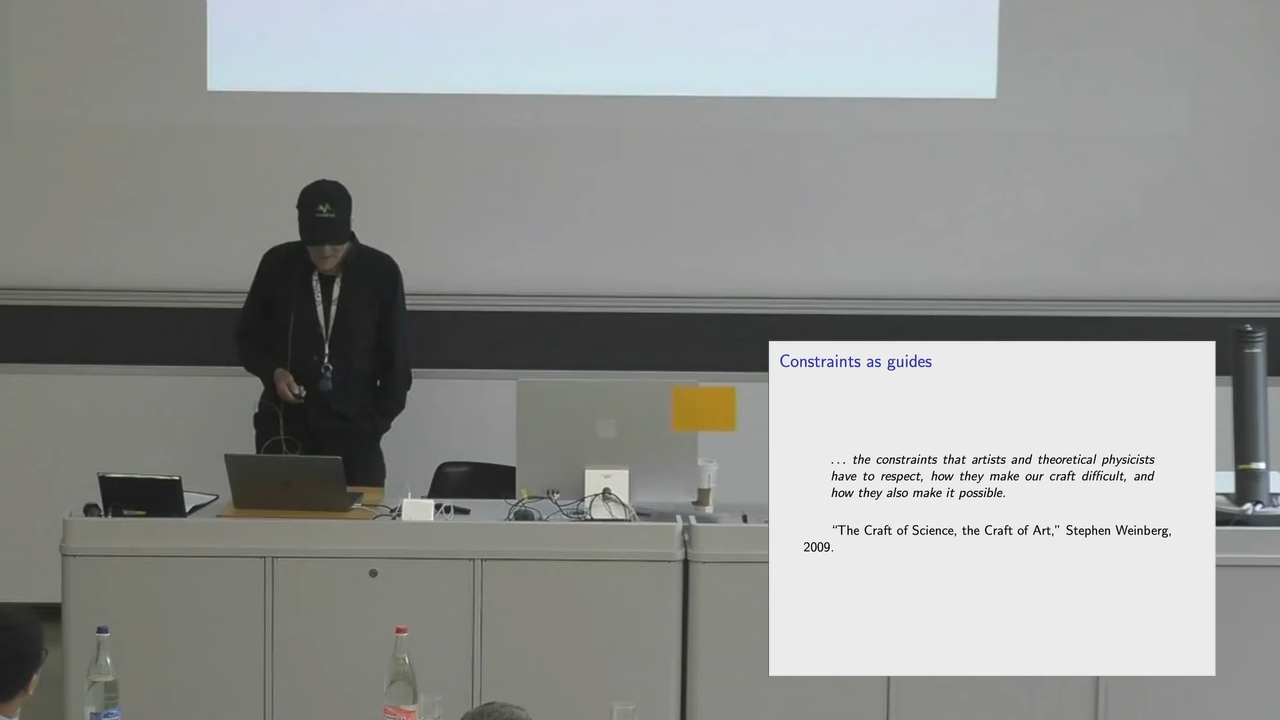 Constraints as guides
... the constraints that artists and theoretical physicists
have to respect, how they make our craft difficult, and
how they also make it possible.
“The Craft of Science, the Craft of Art,” Stephen Weinberg,
2009.